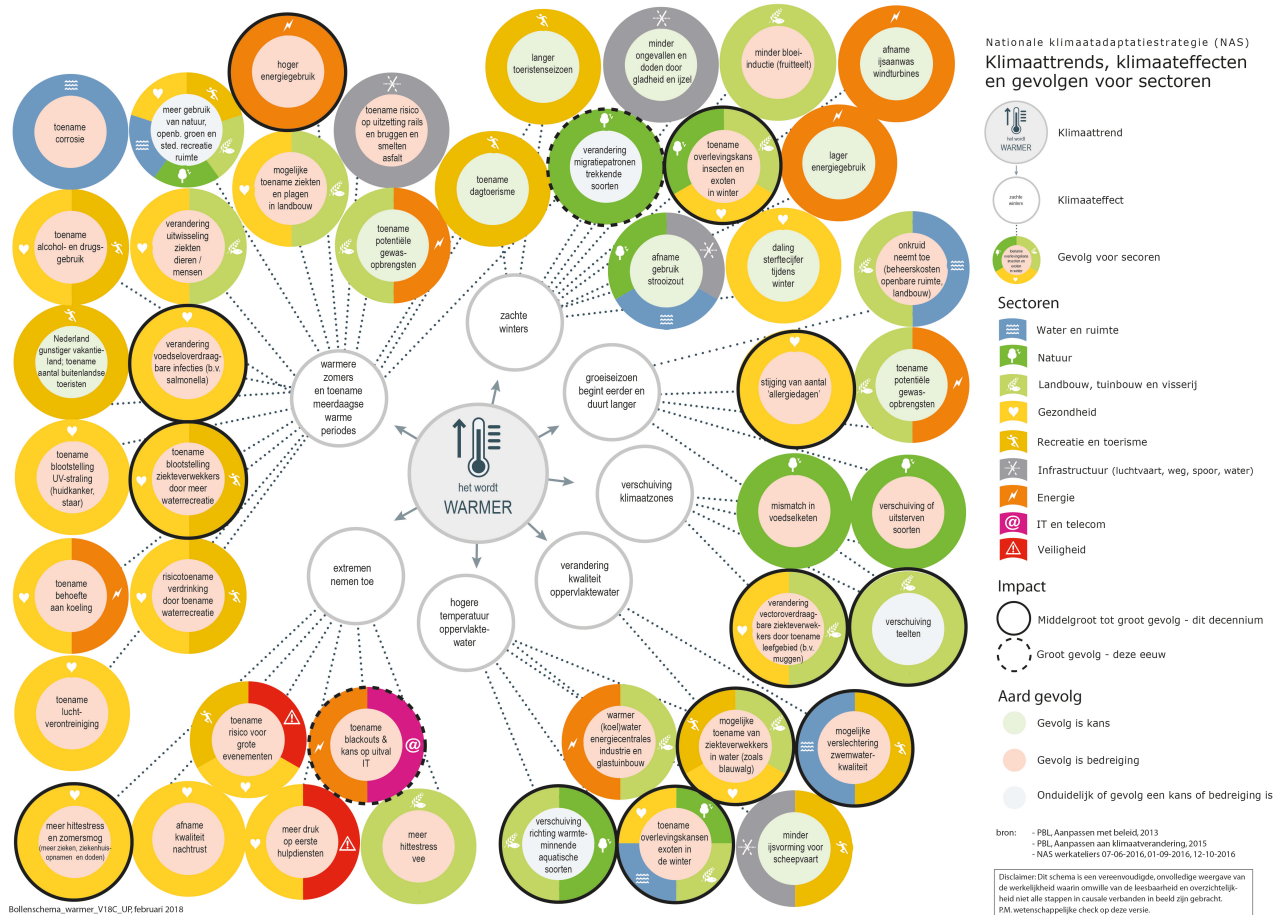 Nationale klimaatadaptatiestrategie (NAS)
Klimaattrends, klimaateffecten
en gevolgen voor sectoren
het wordt
WARMER
Klimaattrend
zachte
winters
Klimaateffect
toename
overlevingskans
insecten en
exoten
in winter
Gevolg voor secoren
Sectoren
Water en ruimte
Natuur
Landbouw, tuinbouw en visserij
Gezondheid
Recreatie en toerisme
Infrastructuur (luchtvaart, weg, spoor, water)
Energie
@
IT en telecom
Veiligheid
Impact
Middelgroot tot groot gevolg - dit decennium
Groot gevolg - deze eeuw
Aard gevolg
Gevolg is kans
Gevolg is bedreiging
Onduidelijk of gevolg een kans of bedreiging is
bron:
- PBL, Aanpassen met beleid, 2013
- PBL, Aanpassen aan klimaatverandering, 2015
- NAS werkateliers 07-06-2016, 01-09-2016, 12-10-2016
Disclaimer: Dit schema is een vereenvoudigde, onvolledige weergave van
de werkelijkheid waarin omwille van de leesbaarheid en overzichtelijk-
heid niet alle stappen in causale verbanden in beeld zijn gebracht.
P.M. wetenschappelijke check op deze versie.
het wordt
WARMER
warmere
zomers
en toename
meerdaagse
warme
periodes
hoger
energiegebruik
toename
corrosie
meer gebruik
van natuur,
openb. groen en
sted. recreatie
ruimte
toename risico
op uitzetting rails
en bruggen en
smelten
asfalt
mogelijke
toename ziekten
en plagen
in landbouw
toename
alcohol- en drugs-
gebruik
verandering
uitwisseling
ziekten
dieren /
mensen
toename
potentiële
gewas-
opbrengsten
toename
dagtoerisme
Nederland
gunstiger vakantie-
land; toename
aantal buitenlandse
toeristen
verandering
voedseloverdraag-
bare infecties (b.v.
salmonella)
toename
blootstelling
UV-straling
(huidkanker,
staar)
toename
blootstelling
ziekteverwekkers
door meer
waterrecreatie
toename
behoefte
aan koeling
risicotoename
verdrinking
door toename
waterrecreatie
toename
lucht-
verontreiniging
zachte
winters
langer
toeristenseizoen
minder
ongevallen en
doden door
gladheid en ijzel
minder bloei-
inductie (fruitteelt)
afname
ijsaanwas
windturbines
verandering
migratiepatronen
trekkende
soorten
toename
overlevingskans
insecten en
exoten
in winter
lager
energiegebruik
afname
gebruik
strooizout
daling
sterftecijfer
tijdens
winter
groeiseizoen
begint eerder en
duurt langer
onkruid
neemt toe
(beheerskosten
openbare ruimte,
landbouw)
stijging van aantal
'allergiedagen'
toename
potentiële
gewas-
opbrengsten
verschuiving
klimaatzones
mismatch in
voedselketen
verschuiving of
uitsterven
soorten
verandering
vectoroverdraag-
bare ziekteverwek-
kers door toename
leefgebied (b.v.
muggen)
verschuiving
teelten
verandering
kwaliteit
oppervlaktewater
mogelijke
toename van
ziekteverwekkers
in water (zoals
blauwalg)
mogelijke
verslechtering
zwemwater-
kwaliteit
hogere
temperatuur
oppervlakte-
water
warmer
(koel)water
energiecentrales
industrie en
glastuinbouw
verschuiving
richting warmte-
minnende
aquatische
soorten
toename
overlevingskansen
exoten in
de winter
minder
ijsvorming voor
scheepvaart
extremen
nemen toe
toename
risico voor
grote
evenementen
toename
blackouts &
kans op uitval
IT
@
meer hittestress
en zomersmog
(meer zieken, ziekenhuis-
opnamen en doden)
afname
kwaliteit
nachtrust
meer druk
op eerste
hulpdiensten
meer
hittestress
vee
Bollenschema_warmer_V18C_UP, februari 2018